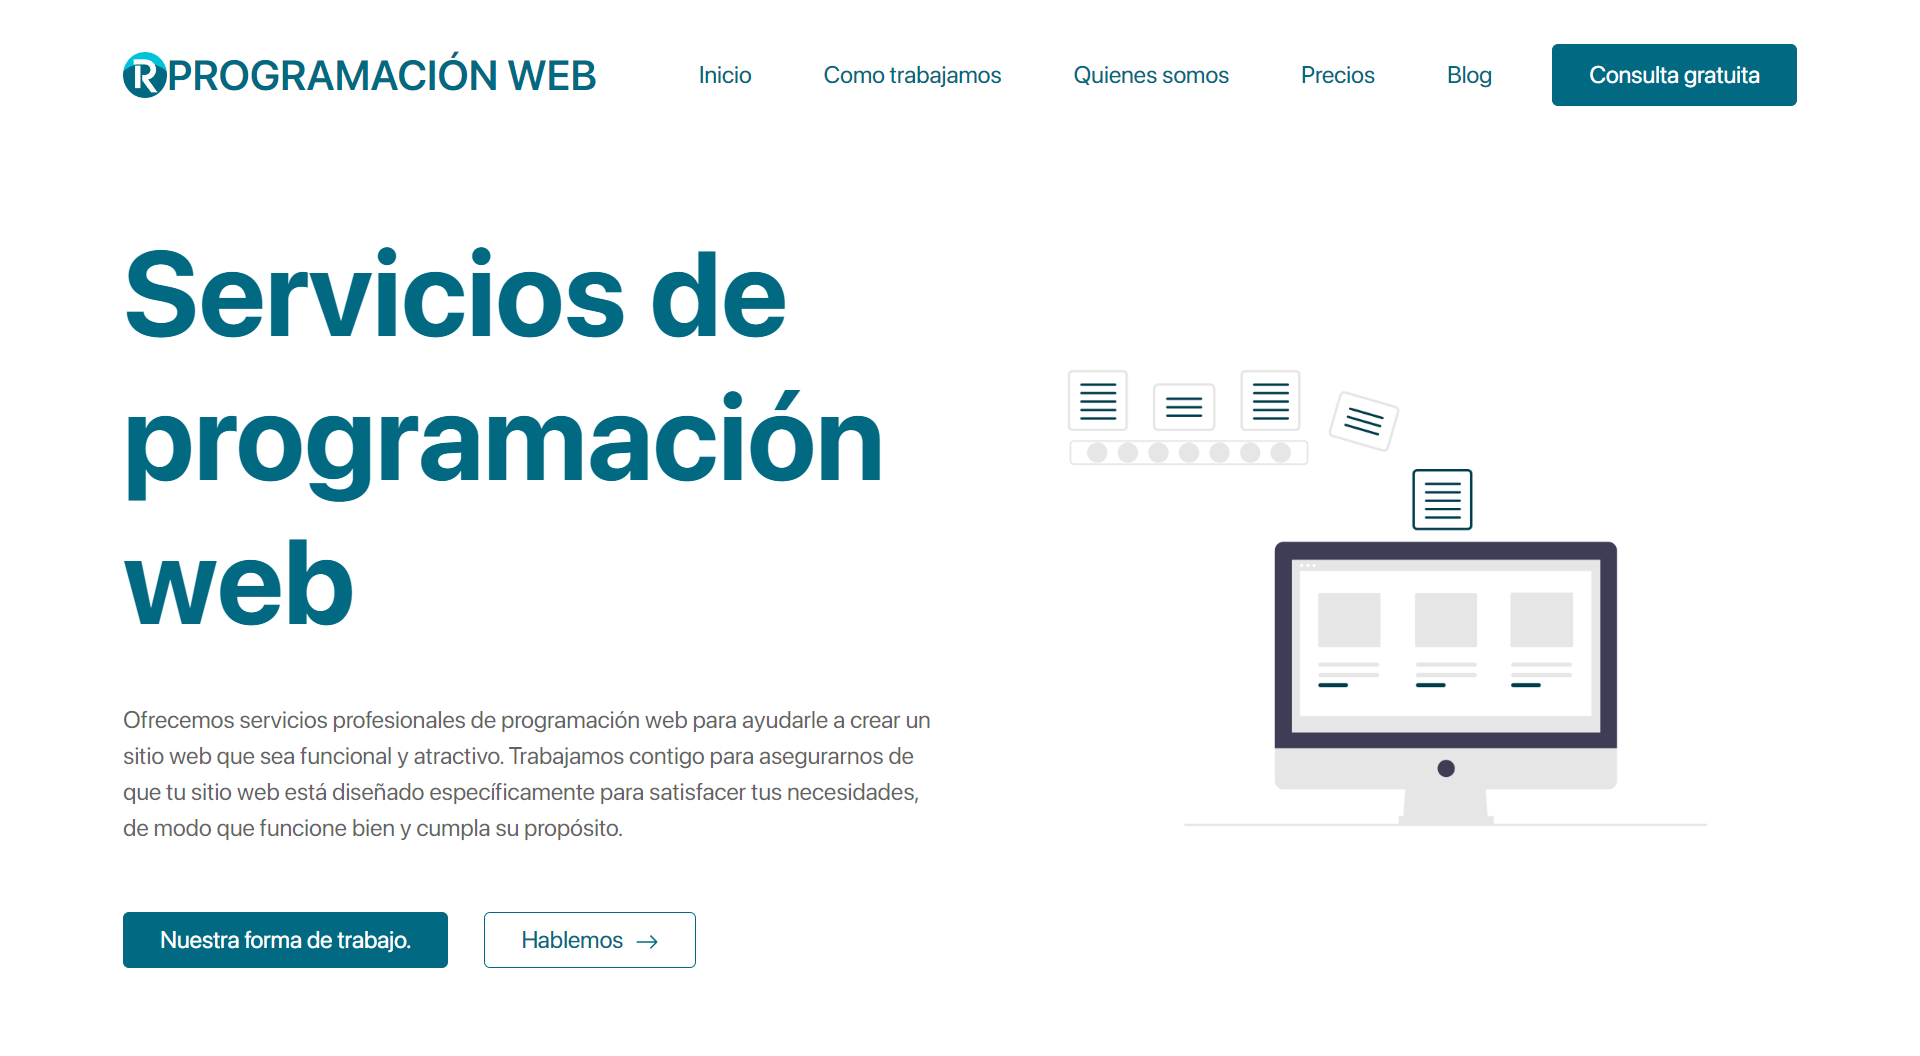 PROGRAMACIÓN WEB
Inicio
Como trabajamos
Quienes somos
Precios
Blog
Consulta gratuita
Servicios de
programación
web
Ofrecemos servicios profesionales de programación web para ayudarle a crear un
sitio web que sea funcional y atractivo. Trabajamos contigo para asegurarnos de
que tu sitio web está diseñado específicamente para satisfacer tus necesidades,
de modo que funcione bien y cumpla su propósito.
Nuestra forma de trabajo.
Hablemos →